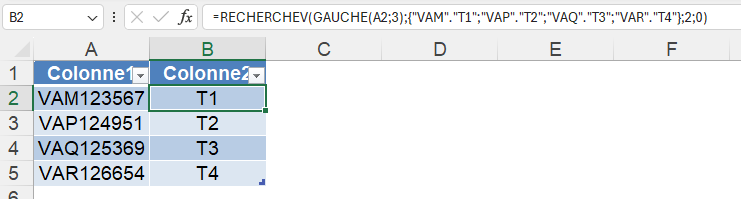 B2 fx =RECHERCHEV(GAUCHE(A2;3);{"VAM"."T1";"VAP"."T2";"VAQ"."T3";"VAR"."T4"};2;0)
A B C D E F
1 Colonne1 Colonne2
2 VAM123567 T1
3 VAP124951 T2
4 VAQ125369 T3
5 VAR126654 T4